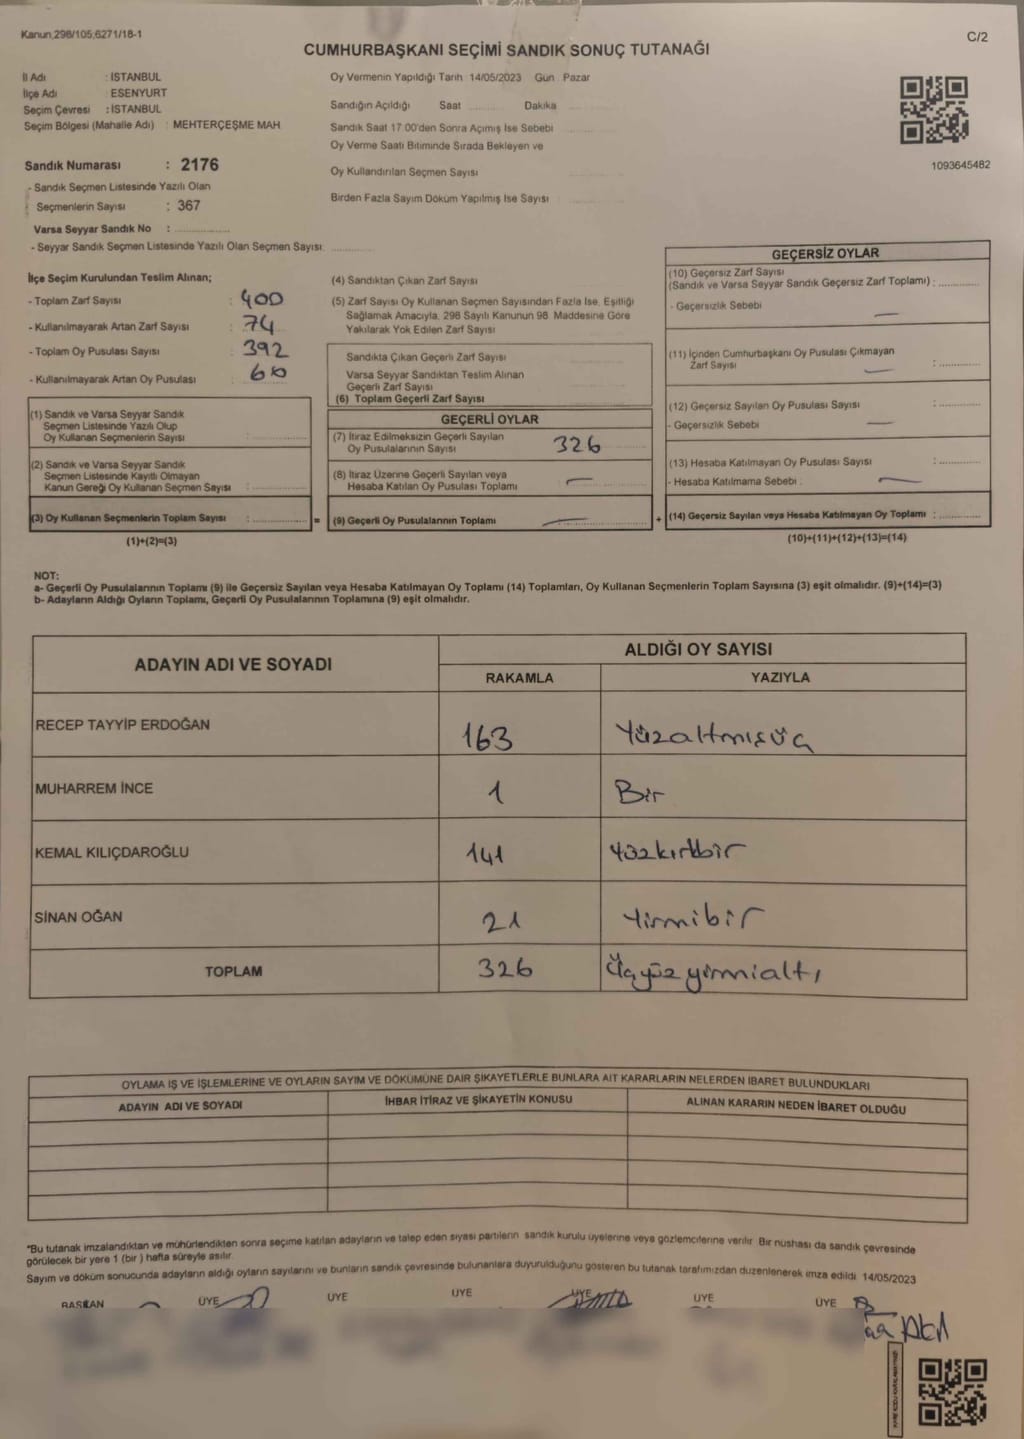 Kanun,298/105;6271/18-1
C/2
CUMHURBAŞKANI SEÇİMİ SANDIK SONUÇ TUTANAĞI
İl Adı : İSTANBUL
İlçe Adı : ESENYURT
Seçim Çevresi : İSTANBUL
Seçim Bölgesi (Mahalle Adı) : MEHTERÇEŞME MAH
Sandık Numarası : 2176
- Sandık Seçmen Listesinde Yazılı Olan
Seçmenlerin Sayısı : 367
Varsa Seyyar Sandık No :
- Seyyar Sandık Seçmen Listesinde Yazılı Olan Seçmen Sayısı:
Oy Vermenin Yapıldığı Tarih 14/05/2023 Gün Pazar
Sandığın Açıldığı Saat Dakika
Sandık Saat 17:00'den Sonra Açılmış İse Sebebi
Oy Verme Saati Bitiminde Sırada Bekleyen ve
Oy Kullandırılan Seçmen Sayısı
Birden Fazla Sayım Döküm Yapılmış İse Sayısı
1093645482
İlçe Seçim Kurulundan Teslim Alınan;
- Toplam Zarf Sayısı : 400
- Kullanılmayarak Artan Zarf Sayısı : 74
- Toplam Oy Pusulası Sayısı : 392
- Kullanılmayarak Artan Oy Pusulası :
(1) Sandık ve Varsa Seyyar Sandık
Seçmen Listesinde Yazılı Olup
Oy Kullanan Seçmenlerin Sayısı :
(2) Sandık ve Varsa Seyyar Sandık
Seçmen Listesinde Kayıtlı Olmayan
Kanun Gereği Oy Kullanan Seçmen Sayısı :
(3) Oy Kullanan Seçmenlerin Toplam Sayısı : =
(1)+(2)=(3)
(4) Sandıktan Çıkan Zarf Sayısı
(5) Zarf Sayısı Oy Kullanan Seçmen Sayısından Fazla İse, Eşitliği
Sağlamak Amacıyla, 298 Sayılı Kanunun 98. Maddesine Göre
Yakılarak Yok Edilen Zarf Sayısı
Sandıkta Çıkan Geçerli Zarf Sayısı
Varsa Seyyar Sandıktan Teslim Alınan
Geçerli Zarf Sayısı
(6) Toplam Geçerli Zarf Sayısı
GEÇERLİ OYLAR
(7) İtiraz Edilmeksizin Geçerli Sayılan
Oy Pusulalarının Sayısı 326
(8) İtiraz Üzerine Geçerli Sayılan veya
Hesaba Katılan Oy Pusulası Toplamı —
(9) Geçerli Oy Pusulalarının Toplamı — +
GEÇERSİZ OYLAR
(10) Geçersiz Zarf Sayısı
(Sandık ve Varsa Seyyar Sandık Geçersiz Zarf Toplamı) :
- Geçersizlik Sebebi —
(11) İçinden Cumhurbaşkanı Oy Pusulası Çıkmayan
Zarf Sayısı — :
(12) Geçersiz Sayılan Oy Pusulası Sayısı :
- Geçersizlik Sebebi —
(13) Hesaba Katılmayan Oy Pusulası Sayısı :
- Hesaba Katılmama Sebebi : —
(14) Geçersiz Sayılan veya Hesaba Katılmayan Oy Toplamı :
(10)+(11)+(12)+(13)=(14)
NOT:
a- Geçerli Oy Pusulalarının Toplamı (9) ile Geçersiz Sayılan veya Hesaba Katılmayan Oy Toplamı (14) Toplamları, Oy Kullanan Seçmenlerin Toplam Sayısına (3) eşit olmalıdır. (9)+(14)=(3)
b- Adayların Aldığı Oyların Toplamı, Geçerli Oy Pusulalarının Toplamına (9) eşit olmalıdır.
ADAYIN ADI VE SOYADI
ALDIĞI OY SAYISI
RAKAMLA YAZIYLA
RECEP TAYYİP ERDOĞAN 163 Yüzaltmışüç
MUHARREM İNCE 1 Bir
KEMAL KILIÇDAROĞLU 141 Yüzkırkbir
SİNAN OĞAN 21 Yirmibir
TOPLAM 326 Üçyüzyirmialtı
OYLAMA İŞ VE İŞLEMLERİNE VE OYLARIN SAYIM VE DÖKÜMÜNE DAİR ŞİKAYETLERLE BUNLARA AİT KARARLARIN NELERDEN İBARET BULUNDUKLARI
ADAYIN ADI VE SOYADI İHBAR İTİRAZ VE ŞİKAYETİN KONUSU ALINAN KARARIN NEDEN İBARET OLDUĞU
*Bu tutanak imzalandıktan ve mühürlendikten sonra seçime katılan adayların ve talep eden siyasi partilerin sandık kurulu üyelerine veya gözlemcilerine verilir. Bir nüshası da sandık çevresinde
görülecek bir yere 1 (bir) hafta süreyle asılır.
Sayım ve döküm sonucunda adayların aldığı oyların sayılarını ve bunların sandık çevresinde bulunanlara duyurulduğunu gösteren bu tutanak tarafımızdan düzenlenerek imza edildi. 14/05/2023
BAŞKAN ÜYE ÜYE ÜYE ÜYE ÜYE ÜYE